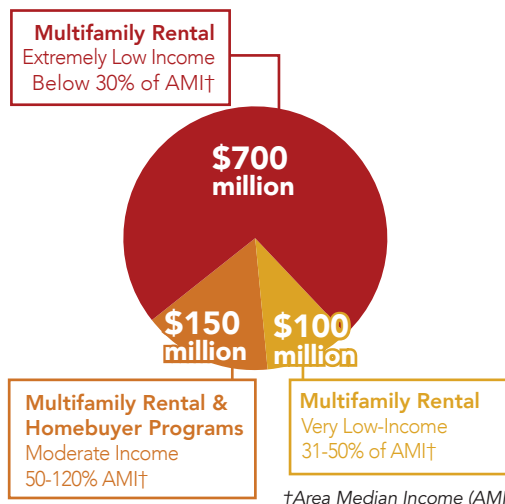 Multifamily Rental
Extremely Low Income
Below 30% of AMI†
$700
million
$150
million
$100
million
Multifamily Rental &
Homebuyer Programs
Moderate Income
50-120% AMI†
Multifamily Rental
Very Low-Income
31-50% of AMI†
†Area Median Income (AMI